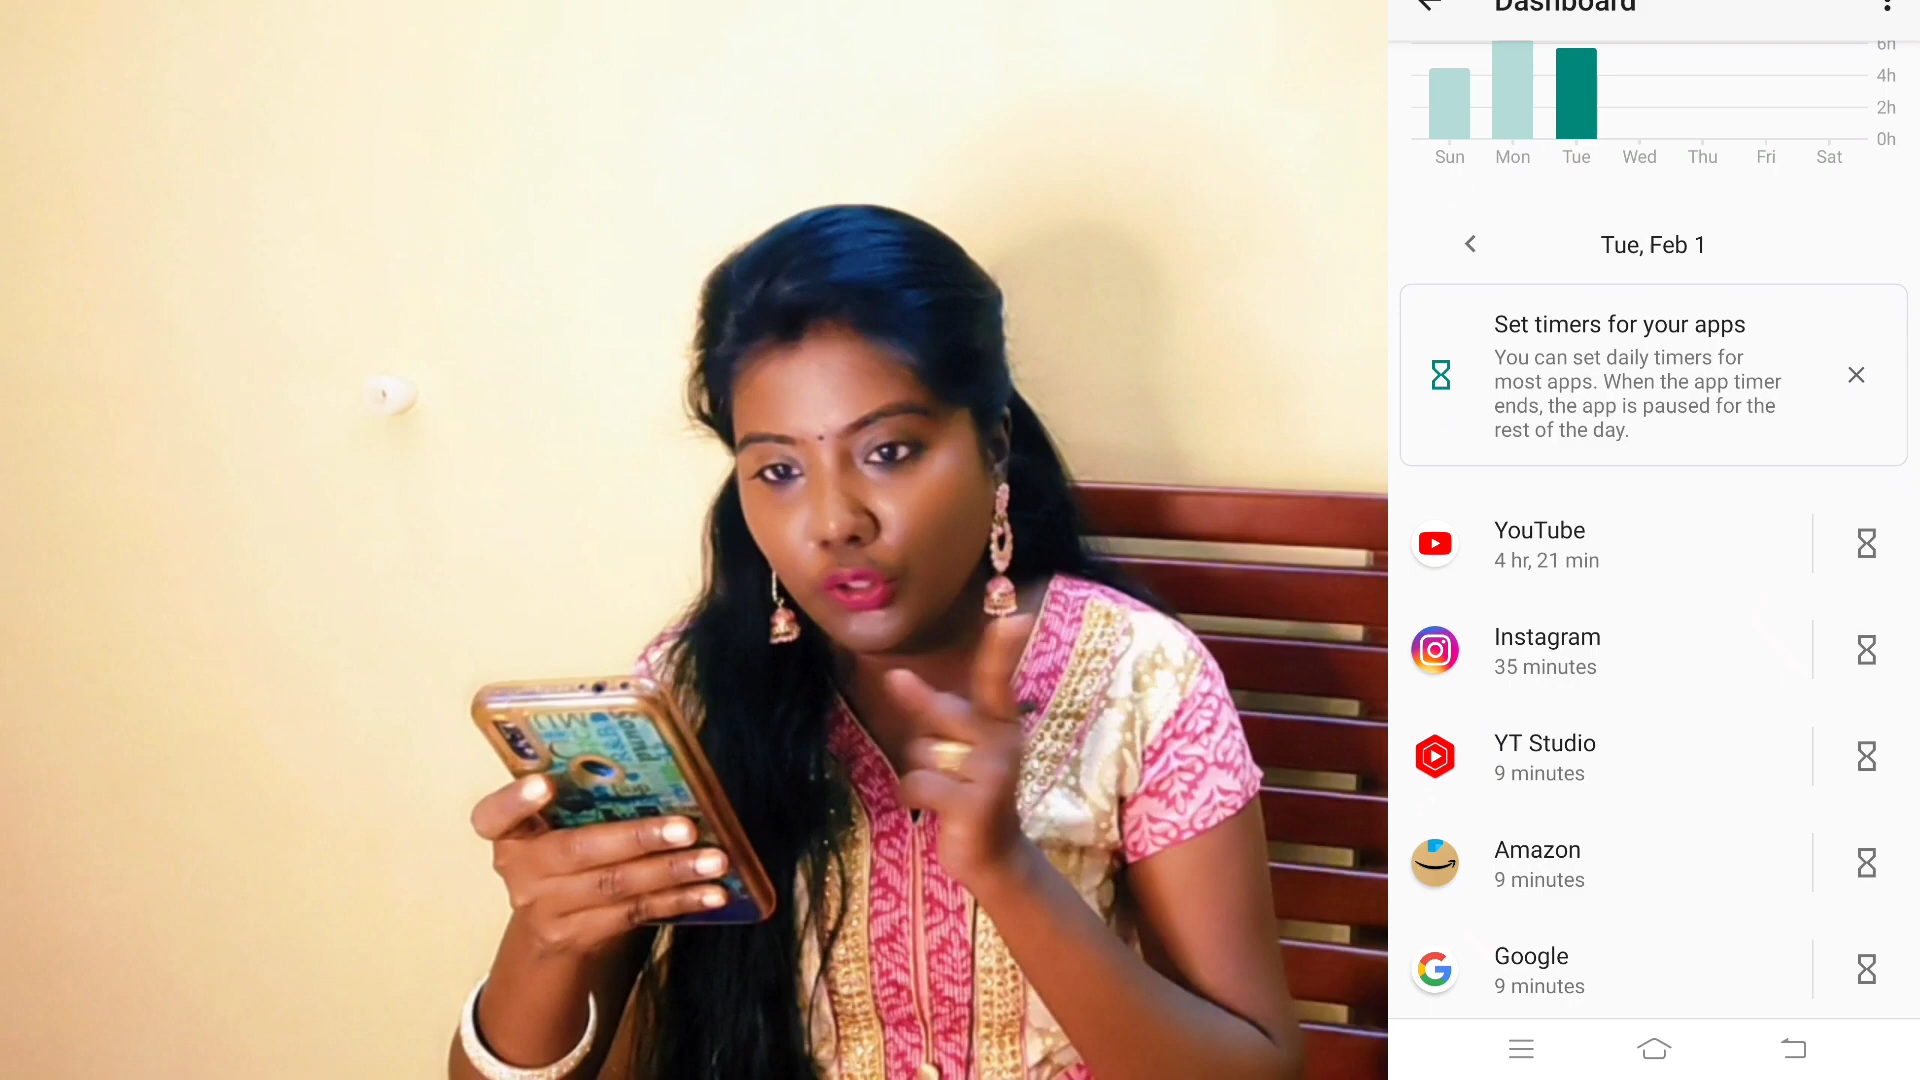 Dashboard
6h
4h
2h
0h
Sun Mon Tue Wed Thu Fri Sat
Tue, Feb 1
Set timers for your apps
You can set daily timers for
most apps. When the app timer
ends, the app is paused for the
rest of the day.
YouTube
4 hr, 21 min
Instagram
35 minutes
YT Studio
9 minutes
Amazon
9 minutes
Google
9 minutes
Sound